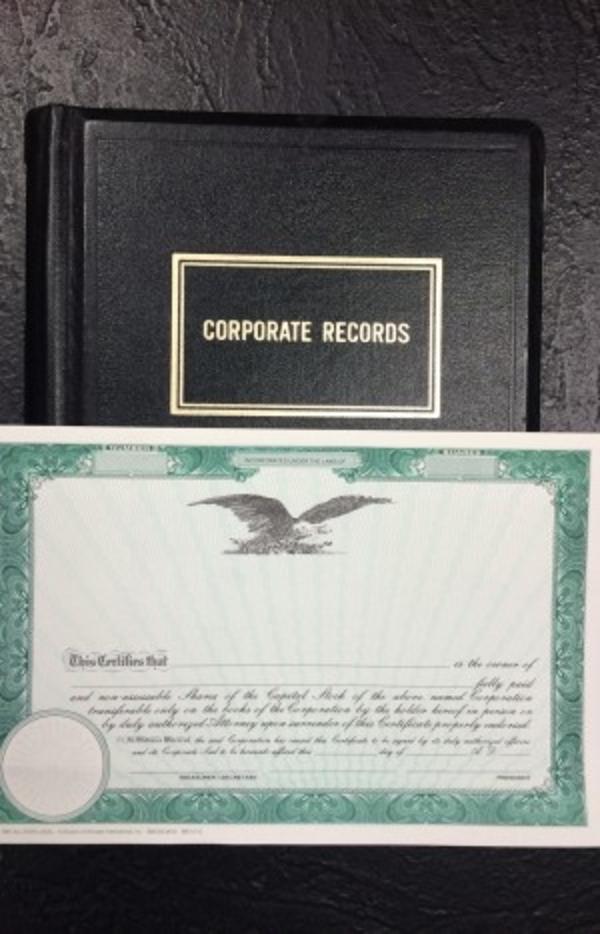 CORPORATE RECORDS
NUMBER
INCORPORATED UNDER THE LAWS OF
SHARES
This Certifies that is the owner of
fully paid
and non-assessable Shares of the Capital Stock of the above named Corporation
transferable only on the books of the Corporation by the holder hereof in person or
by duly authorized Attorney upon surrender of this Certificate properly endorsed.
In Witness Whereof, the said Corporation has caused this Certificate to be signed by its duly authorized officers
and its Corporate Seal to be hereunto affixed this day of A.D.
SECRETARY PRESIDENT